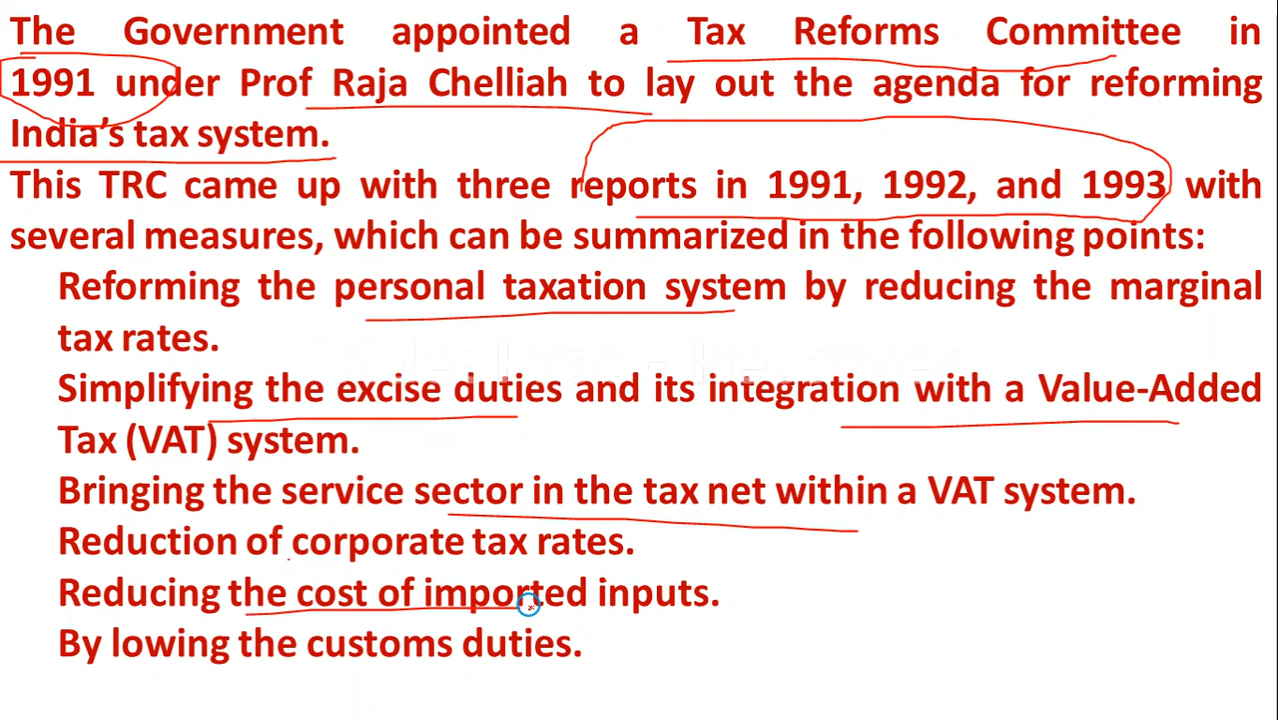 The Government appointed a Tax Reforms Committee in
1991 under Prof Raja Chelliah to lay out the agenda for reforming
India's tax system.
This TRC came up with three reports in 1991, 1992, and 1993 with
several measures, which can be summarized in the following points:
Reforming the personal taxation system by reducing the marginal
tax rates.
Simplifying the excise duties and its integration with a Value-Added
Tax (VAT) system.
Bringing the service sector in the tax net within a VAT system.
Reduction of corporate tax rates.
Reducing the cost of imported inputs.
By lowing the customs duties.